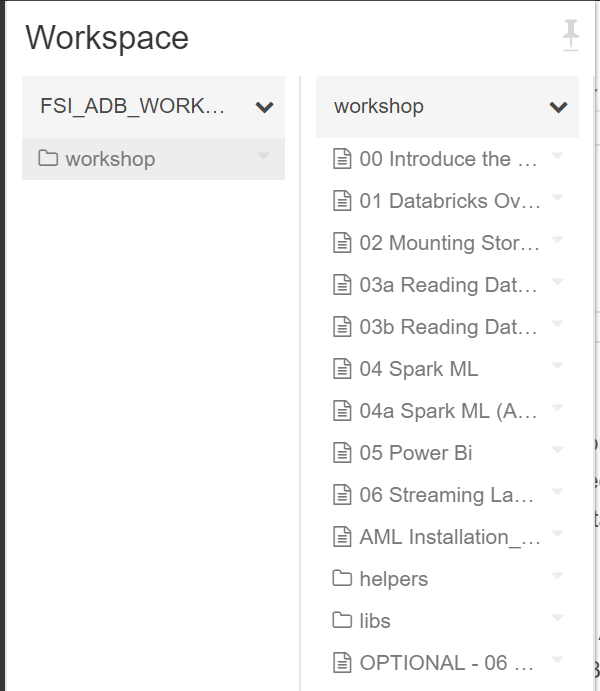 Workspace
FSI_ADB_WORK...
workshop
workshop
00 Introduce the ...
01 Databricks Ov...
02 Mounting Stor...
03a Reading Dat...
03b Reading Dat...
04 Spark ML
04a Spark ML (A...
05 Power Bi
06 Streaming La...
AML Installation_...
helpers
libs
OPTIONAL - 06 ...